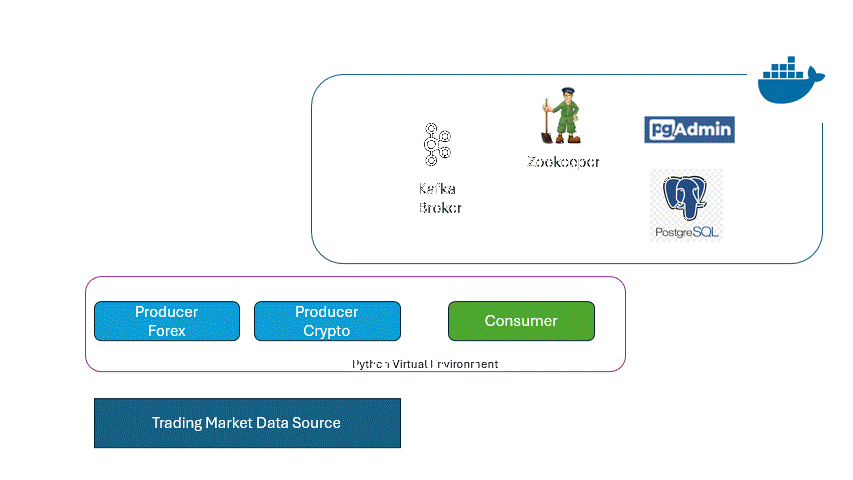 pgAdmin
Zookeeper
Kafka
Broker
PostgreSQL
Producer
Forex
Producer
Crypto
Consumer
Python Virtual Environment
Trading Market Data Source